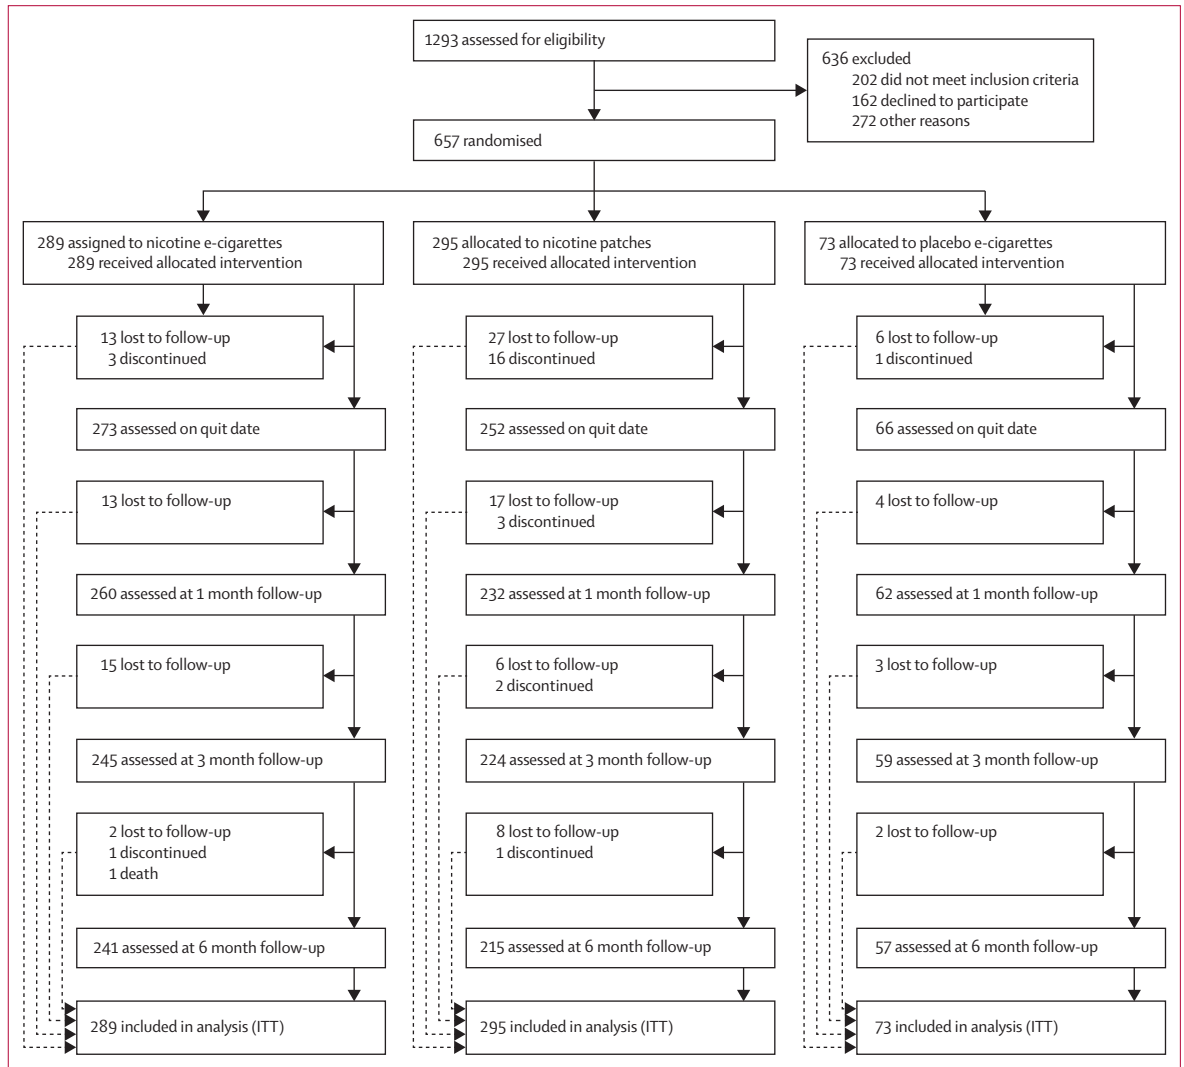 1293 assessed for eligibility
636 excluded
202 did not meet inclusion criteria
162 declined to participate
272 other reasons
657 randomised
289 assigned to nicotine e-cigarettes
289 received allocated intervention
295 allocated to nicotine patches
295 received allocated intervention
73 allocated to placebo e-cigarettes
73 received allocated intervention
13 lost to follow-up
3 discontinued
27 lost to follow-up
16 discontinued
6 lost to follow-up
1 discontinued
273 assessed on quit date
252 assessed on quit date
66 assessed on quit date
13 lost to follow-up
17 lost to follow-up
3 discontinued
4 lost to follow-up
260 assessed at 1 month follow-up
232 assessed at 1 month follow-up
62 assessed at 1 month follow-up
15 lost to follow-up
6 lost to follow-up
2 discontinued
3 lost to follow-up
245 assessed at 3 month follow-up
224 assessed at 3 month follow-up
59 assessed at 3 month follow-up
2 lost to follow-up
1 discontinued
1 death
8 lost to follow-up
1 discontinued
2 lost to follow-up
241 assessed at 6 month follow-up
215 assessed at 6 month follow-up
57 assessed at 6 month follow-up
289 included in analysis (ITT)
295 included in analysis (ITT)
73 included in analysis (ITT)